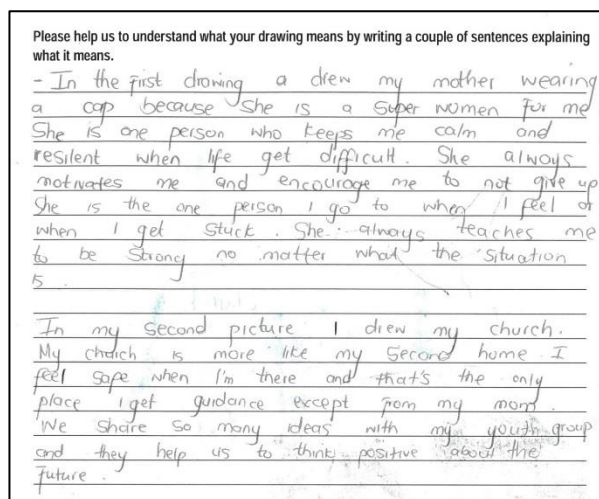 Please help us to understand what your drawing means by writing a couple of sentences explaining
what it means.
- In the first drawing a drew my mother wearing
a cap because she is a super women for me
She is one person who keeps me calm and
resilent when life get difficult. She always
motivates me and encourage me to not give up
She is the one person I go to when I feel or
when I get stuck. She always teaches me
to be strong no matter what the situation
is
In my second picture I drew my church.
My church is more like my second home. I
feel safe when I'm there and that's the only
place I get guidance except from my mom.
We share so many ideas with my youth group
and they help us to think positive about the
future.